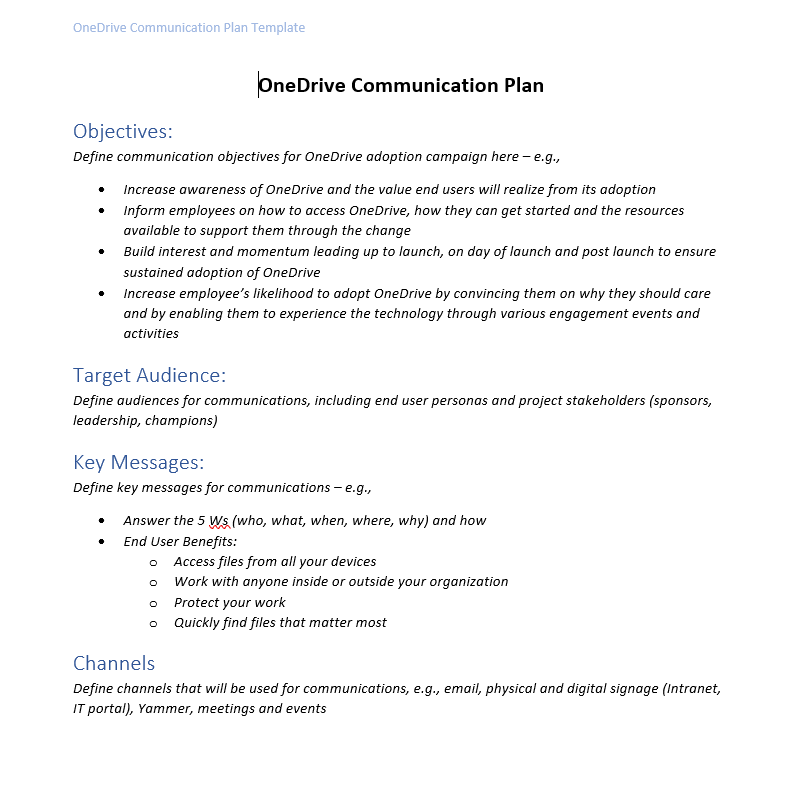 OneDrive Communication Plan Template
OneDrive Communication Plan
Objectives:
Define communication objectives for OneDrive adoption campaign here – e.g.,
• Increase awareness of OneDrive and the value end users will realize from its adoption
• Inform employees on how to access OneDrive, how they can get started and the resources
available to support them through the change
• Build interest and momentum leading up to launch, on day of launch and post launch to ensure
sustained adoption of OneDrive
• Increase employee’s likelihood to adopt OneDrive by convincing them on why they should care
and by enabling them to experience the technology through various engagement events and
activities
Target Audience:
Define audiences for communications, including end user personas and project stakeholders (sponsors,
leadership, champions)
Key Messages:
Define key messages for communications – e.g.,
• Answer the 5 Ws (who, what, when, where, why) and how
• End User Benefits:
o Access files from all your devices
o Work with anyone inside or outside your organization
o Protect your work
o Quickly find files that matter most
Channels
Define channels that will be used for communications, e.g., email, physical and digital signage (Intranet,
IT portal), Yammer, meetings and events